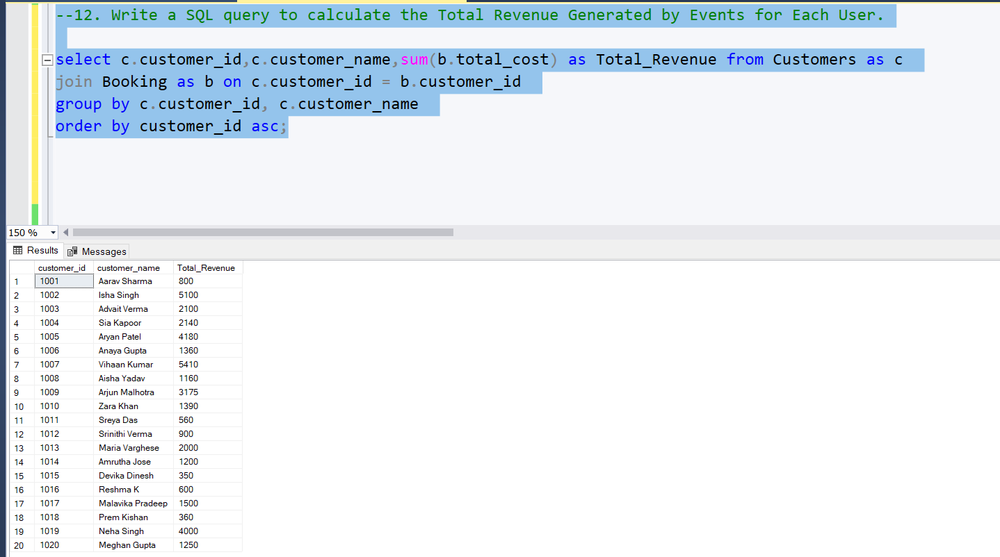 --12. Write a SQL query to calculate the Total Revenue Generated by Events for Each User.
select c.customer_id,c.customer_name,sum(b.total_cost) as Total_Revenue from Customers as c
join Booking as b on c.customer_id = b.customer_id
group by c.customer_id, c.customer_name
order by customer_id asc;
150 %
Results Messages
customer_id customer_name Total_Revenue
1 1001 Aarav Sharma 800
2 1002 Isha Singh 5100
3 1003 Advait Verma 2100
4 1004 Sia Kapoor 2140
5 1005 Aryan Patel 4180
6 1006 Anaya Gupta 1360
7 1007 Vihaan Kumar 5410
8 1008 Aisha Yadav 1160
9 1009 Arjun Malhotra 3175
10 1010 Zara Khan 1390
11 1011 Sreya Das 560
12 1012 Srinithi Verma 900
13 1013 Maria Varghese 2000
14 1014 Amrutha Jose 1200
15 1015 Devika Dinesh 350
16 1016 Reshma K 600
17 1017 Malavika Pradeep 1500
18 1018 Prem Kishan 360
19 1019 Neha Singh 4000
20 1020 Meghan Gupta 1250